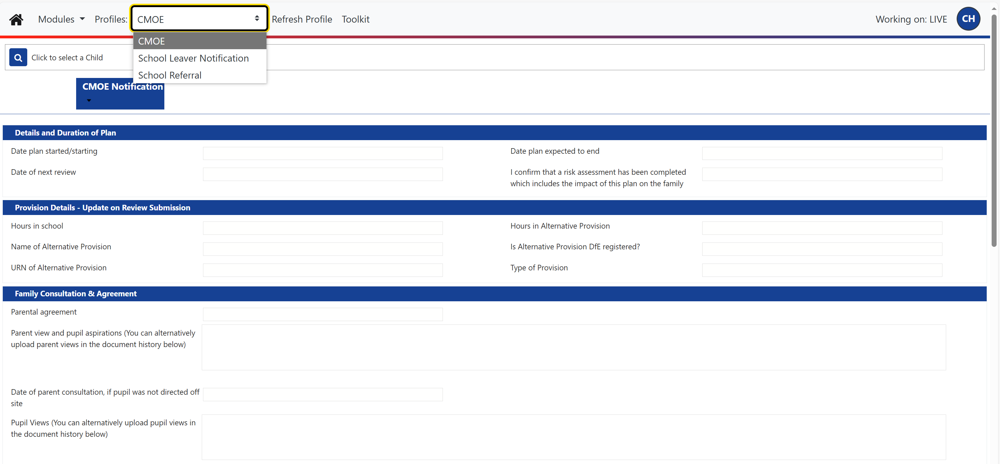 Modules Profiles: CMOE Refresh Profile Toolkit Working on: LIVE CH
CMOE
School Leaver Notification
School Referral
Click to select a Child
CMOE Notification
Details and Duration of Plan
Date plan started/starting Date plan expected to end
Date of next review I confirm that a risk assessment has been completed
which includes the impact of this plan on the family
Provision Details - Update on Review Submission
Hours in school Hours in Alternative Provision
Name of Alternative Provision Is Alternative Provision DfE registered?
URN of Alternative Provision Type of Provision
Family Consultation & Agreement
Parental agreement
Parent view and pupil aspirations (You can alternatively
upload parent views in the document history below)
Date of parent consultation, if pupil was not directed off
site
Pupil Views (You can alternatively upload pupil views in
the document history below)